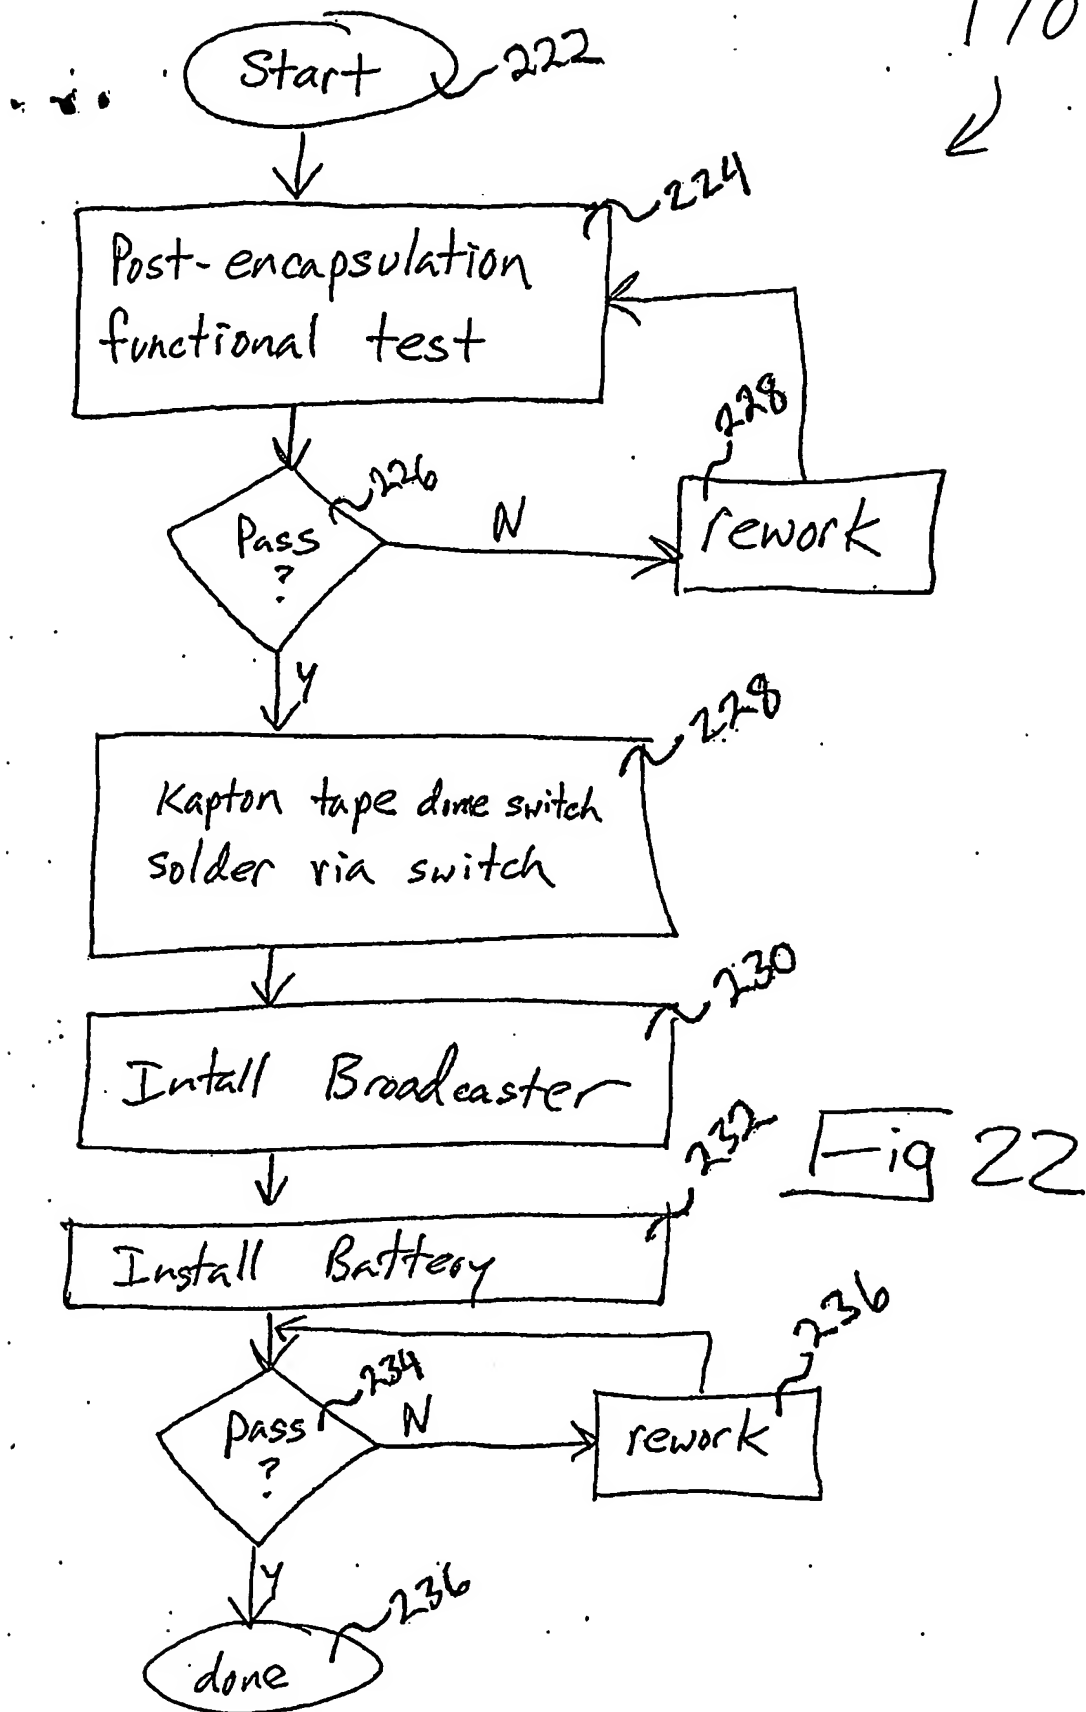 170
Start
222
224
Post-encapsulation
functional test
228
226
Pass
?
N
rework
Y
228
Kapton tape dome switch
solder via switch
230
Intall Broadcaster
232
Fig 22
Install Battery
236
234
Pass
?
N
rework
Y
236
done